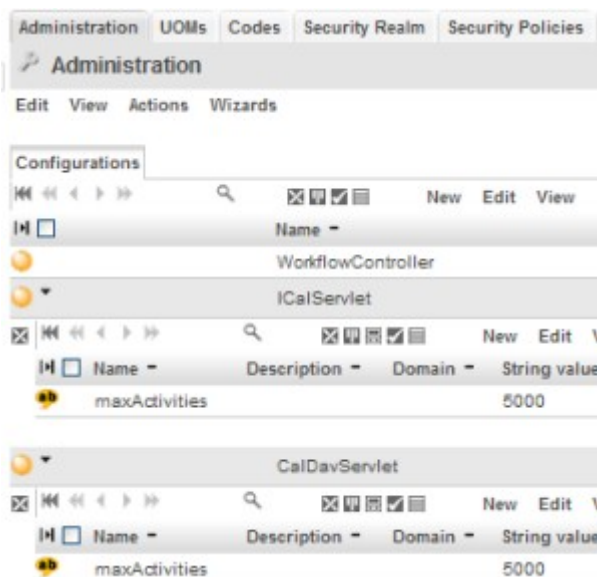 Administration UOMs Codes Security Realm Security Policies
Administration
Edit View Actions Wizards
Configurations
New Edit View
Name
WorkflowController
ICalServlet
New Edit
Name Description Domain String value
maxActivities 5000
CalDavServlet
New Edit
Name Description Domain String value
maxActivities 5000